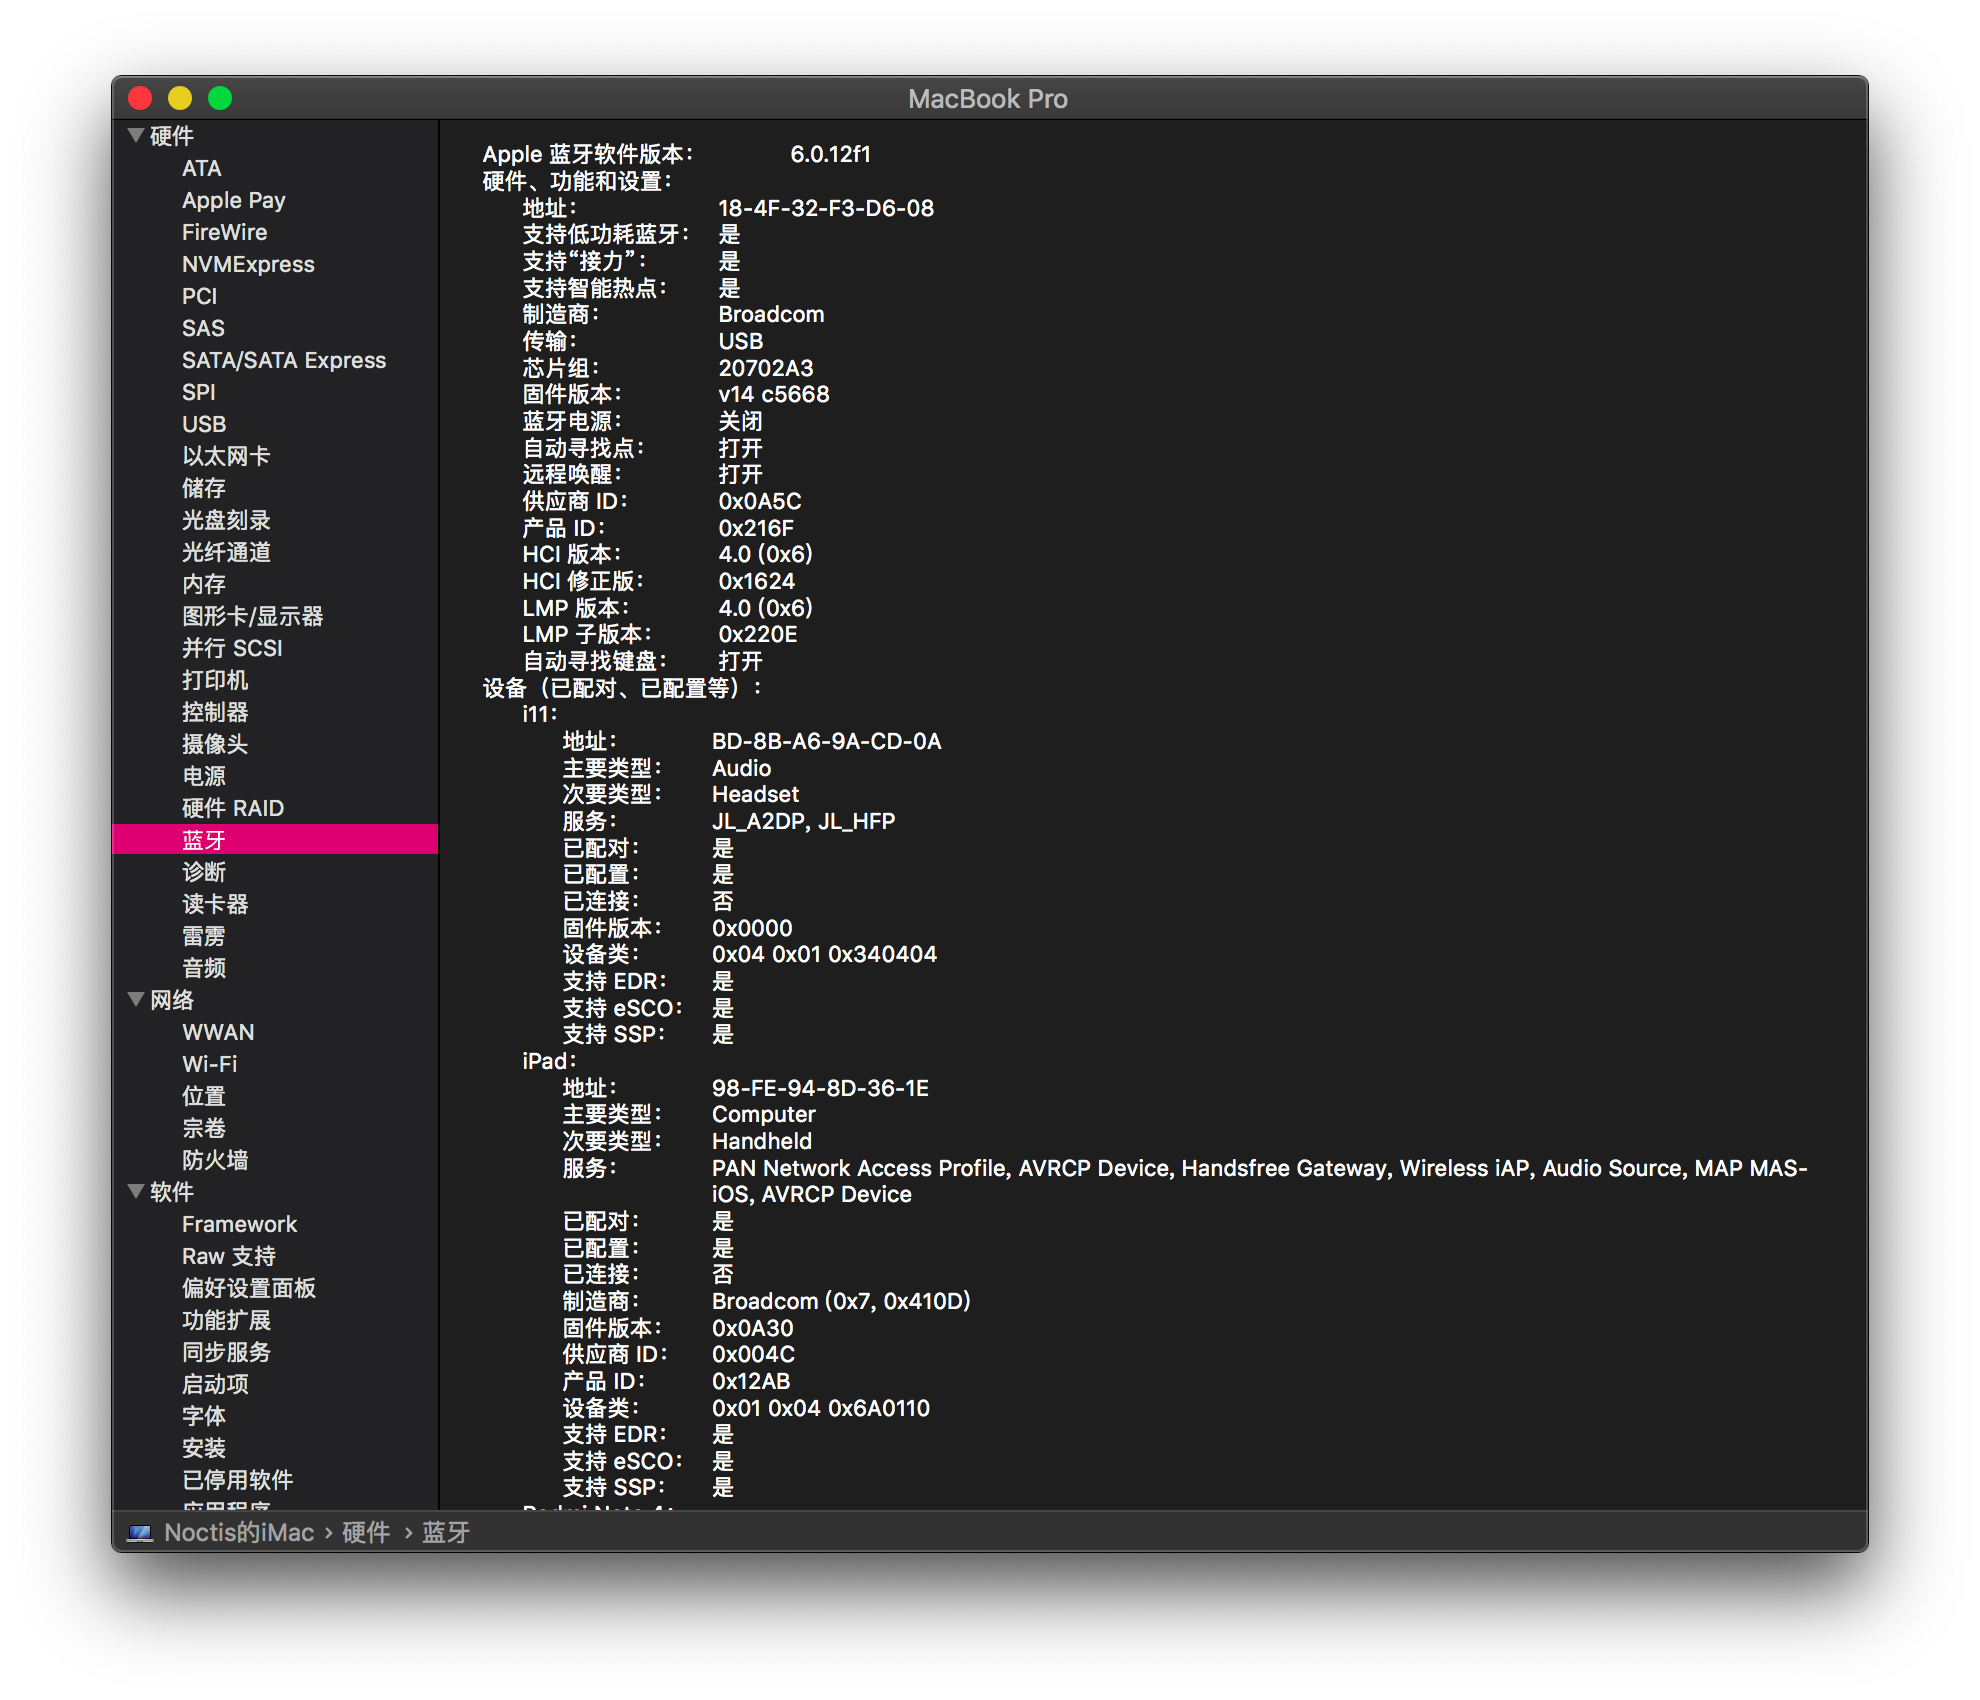 MacBook Pro
硬件
ATA
Apple Pay
FireWire
NVMExpress
PCI
SAS
SATA/SATA Express
SPI
USB
以太网卡
储存
光盘刻录
光纤通道
内存
图形卡/显示器
并行 SCSI
打印机
控制器
摄像头
电源
硬件 RAID
蓝牙
诊断
读卡器
雷雳
音频
网络
WWAN
Wi-Fi
位置
宗卷
防火墙
软件
Framework
Raw 支持
偏好设置面板
功能扩展
同步服务
启动项
字体
安装
已停用软件
应用程序
Apple 蓝牙软件版本： 6.0.12f1
硬件、功能和设置：
地址： 18-4F-32-F3-D6-08
支持低功耗蓝牙： 是
支持“接力”： 是
支持智能热点： 是
制造商： Broadcom
传输： USB
芯片组： 20702A3
固件版本： v14 c5668
蓝牙电源： 关闭
自动寻找点： 打开
远程唤醒： 打开
供应商 ID： 0x0A5C
产品 ID： 0x216F
HCI 版本： 4.0 (0x6)
HCI 修正版： 0x1624
LMP 版本： 4.0 (0x6)
LMP 子版本： 0x220E
自动寻找键盘： 打开
设备（已配对、已配置等）：
i11：
地址： BD-8B-A6-9A-CD-0A
主要类型： Audio
次要类型： Headset
服务： JL_A2DP, JL_HFP
已配对： 是
已配置： 是
已连接： 否
固件版本： 0x0000
设备类： 0x04 0x01 0x340404
支持 EDR： 是
支持 eSCO： 是
支持 SSP： 是
iPad：
地址： 98-FE-94-8D-36-1E
主要类型： Computer
次要类型： Handheld
服务： PAN Network Access Profile, AVRCP Device, Handsfree Gateway, Wireless iAP, Audio Source, MAP MAS-
iOS, AVRCP Device
已配对： 是
已配置： 是
已连接： 否
制造商： Broadcom (0x7, 0x410D)
固件版本： 0x0A30
供应商 ID： 0x004C
产品 ID： 0x12AB
设备类： 0x01 0x04 0x6A0110
支持 EDR： 是
支持 eSCO： 是
支持 SSP： 是
Redmi Note 4：
Noctis的iMac › 硬件 › 蓝牙